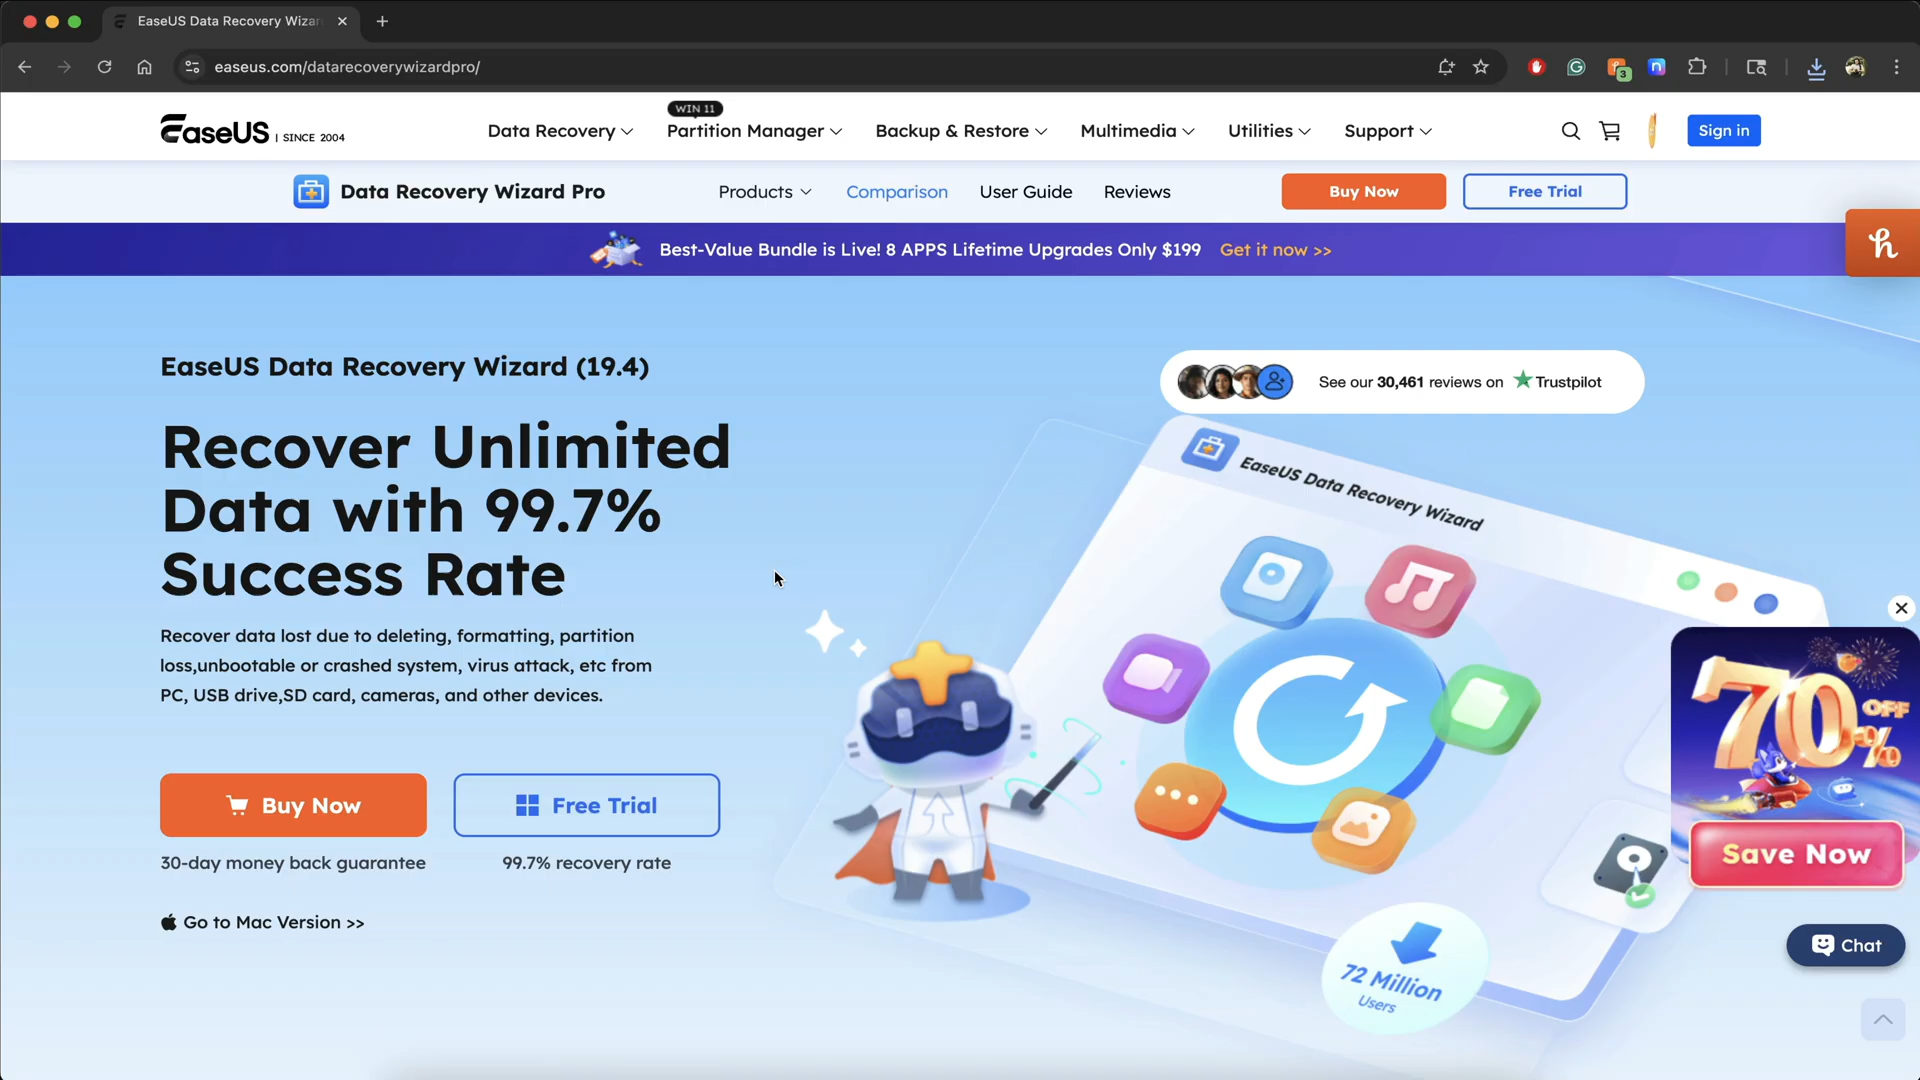 EaseUS Data Recovery Wizar
easeus.com/datarecoverywizardpro/
3
EaseUS | SINCE 2004
Data Recovery
WIN 11
Partition Manager
Backup & Restore
Multimedia
Utilities
Support
Sign in
Data Recovery Wizard Pro
Products
Comparison
User Guide
Reviews
Buy Now
Free Trial
Best-Value Bundle is Live! 8 APPS Lifetime Upgrades Only $199 Get it now >>
EaseUS Data Recovery Wizard (19.4)
See our 30,461 reviews on Trustpilot
Recover Unlimited
Data with 99.7%
Success Rate
EaseUS Data Recovery Wizard
Recover data lost due to deleting, formatting, partition
loss,unbootable or crashed system, virus attack, etc from
PC, USB drive,SD card, cameras, and other devices.
70% OFF
Save Now
Buy Now
Free Trial
30-day money back guarantee
99.7% recovery rate
Go to Mac Version >>
72 Million
Users
Chat